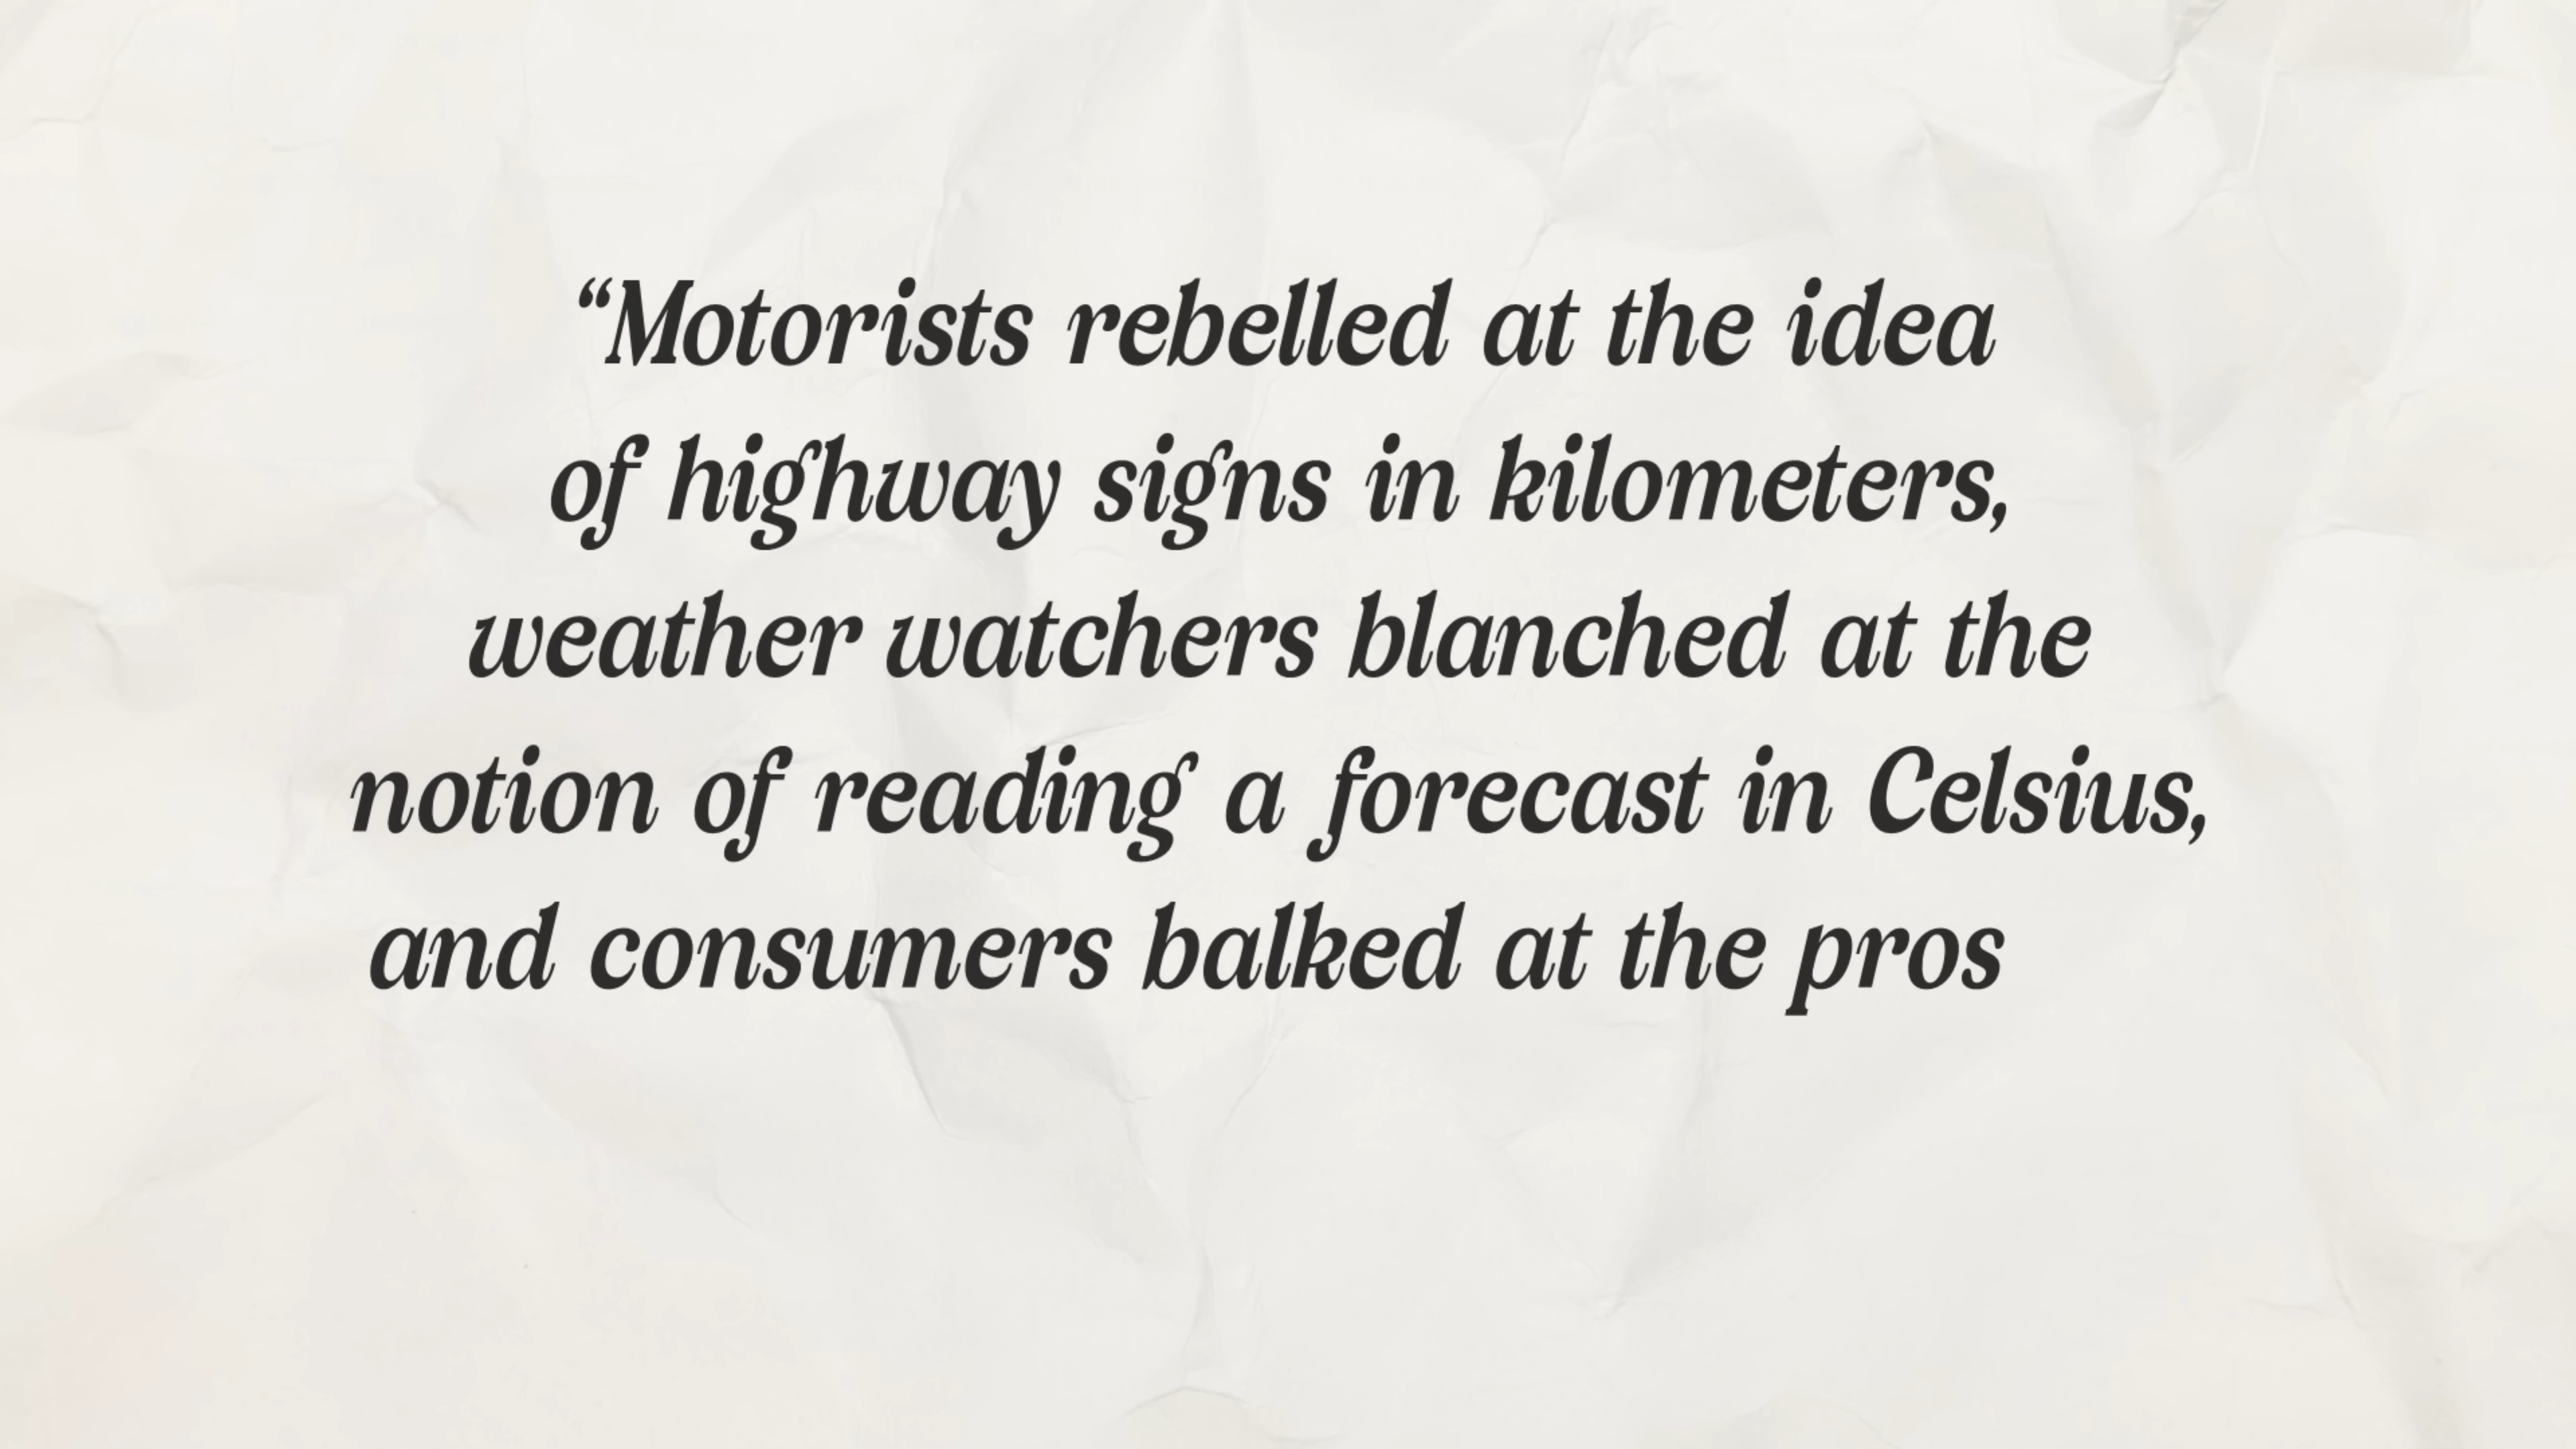 “Motorists rebelled at the idea
of highway signs in kilometers,
weather watchers blanched at the
notion of reading a forecast in Celsius,
and consumers balked at the pros